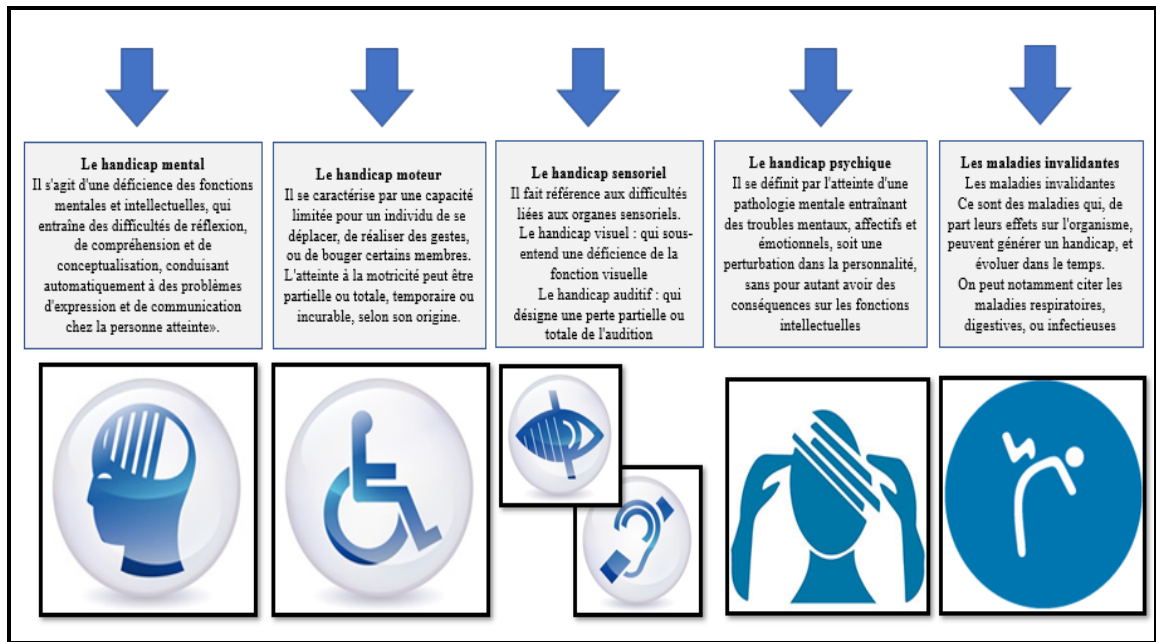 Le handicap mental
Il s'agit d'une déficience des fonctions
mentales et intellectuelles, qui
entraîne des difficultés de réflexion,
de compréhension et de
conceptualisation, conduisant
automatiquement à des problèmes
d'expression et de communication
chez la personne atteinte».
Le handicap moteur
Il se caractérise par une capacité
limitée pour un individu de se
déplacer, de réaliser des gestes,
ou de bouger certains membres.
L'atteinte à la motricité peut être
partielle ou totale, temporaire ou
incurable, selon son origine.
Le handicap sensoriel
Il fait référence aux difficultés
liées aux organes sensoriels.
Le handicap visuel : qui sous-
entend une déficience de la
fonction visuelle
Le handicap auditif : qui
désigne une perte partielle ou
totale de l'audition
Le handicap psychique
Il se définit par l'atteinte d'une
pathologie mentale entraînant
des troubles mentaux, affectifs et
émotionnels, soit une
perturbation dans la personnalité,
sans pour autant avoir des
conséquences sur les fonctions
intellectuelles
Les maladies invalidantes
Les maladies invalidantes
Ce sont des maladies qui, de
part leurs effets sur l'organisme,
peuvent générer un handicap, et
évoluer dans le temps.
On peut notamment citer les
maladies respiratoires,
digestives, ou infectieuses